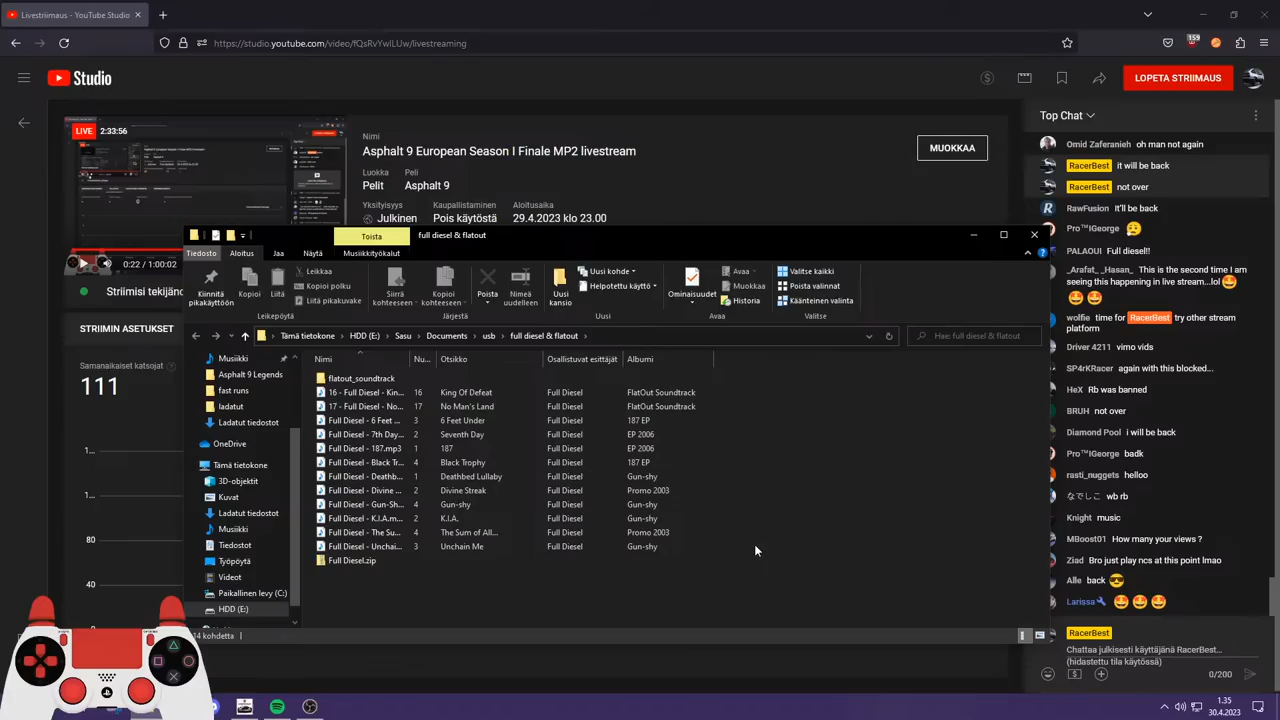 Livestriimaus - YouTube Studio
https://studio.youtube.com/video/fQsRvYwlLUw/livestreaming
159
Studio
LOPETA STRIIMAUS
LIVE 2:33:56
0:22 / 1:00:02
Striimisi tekijänoi
Nimi
Asphalt 9 European Season I Finale MP2 livestream
MUOKKAA
Luokka
Pelit Asphalt 9
Yksityisyys Kaupallistaminen Aloitusaika
Julkinen Pois käytöstä 29.4.2023 klo 23.00
STRIIMIN ASETUKSET
Samanaikaiset katsojat
111
1...
1...
80
40
0
Toista full diesel & flatout
Tiedosto Aloitus Jaa Näytä Musiikkityökalut
Kiinnitä pikakäyttöön
Kopioi
Liitä
Leikkaa
Kopio polku
Liitä pikakuvake
Leikepöytä
Siirrä kohteeseen
Kopioi kohteeseen
Poista
Nimeä uudelleen
Järjestä
Uusi kansio
Uusi kohde
Helpotettu käyttö
Uusi
Ominaisuudet
Avaa
Muokkaa
Historia
Avaa
Valitse kaikki
Poista valinnat
Käänteinen valinta
Valitse
Tämä tietokone HDD (E:) Sasu Documents usb full diesel & flatout
Hae: full diesel & flatout
Musiikki
Asphalt 9 Legends
fast runs
ladatut
Ladatut tiedostot
OneDrive
Tämä tietokone
3D-objektit
Kuvat
Ladatut tiedostot
Musiikki
Tiedostot
Työpöytä
Videot
Paikallinen levy (C:)
HDD (E:)
Nimi Nu... Otsikko Osallistuvat esittäjät Albumi
flatout_soundtrack
16 - Full Diesel - Kin... 16 King Of Defeat Full Diesel FlatOut Soundtrack
17 - Full Diesel - No... 17 No Man's Land Full Diesel FlatOut Soundtrack
Full Diesel - 6 Feet ... 3 6 Feet Under Full Diesel 187 EP
Full Diesel - 7th Day... 2 Seventh Day Full Diesel EP 2006
Full Diesel - 187.mp3 1 187 Full Diesel EP 2006
Full Diesel - Black Tr... 4 Black Trophy Full Diesel 187 EP
Full Diesel - Deathb... 1 Deathbed Lullaby Full Diesel Gun-shy
Full Diesel - Divine ... 2 Divine Streak Full Diesel Promo 2003
Full Diesel - Gun-Sh... 4 Gun-shy Full Diesel Gun-shy
Full Diesel - K.I.A.m... 2 K.I.A. Full Diesel Gun-shy
Full Diesel - The Su... 4 The Sum of All... Full Diesel Promo 2003
Full Diesel - Unchai... 3 Unchain Me Full Diesel Gun-shy
Full Diesel.zip
14 kohdetta
Top Chat
Omid Zaferanieh oh man not again
RacerBest it will be back
RacerBest not over
RawFusion It'll be back
Pro™IGeorge
PALAOUI Full diesel!!
_Arafat_ _Hasan_ This is the second time I am
seeing this happening in live stream...lol
wolfie time for RacerBest try other stream
platform
Driver 4211 vimo vids
SP4rKRacer again with this blocked...
HeX Rb was banned
BRUH not over
Diamond Pool i will be back
Pro™IGeorge badk
rasti_nuggets helloo
なでしこ wb rb
Knight music
MBoost01 How many your views ?
Ziad Bro just play ncs at this point lmao
Alle back
Larissa
RacerBest
Chattaa julkisesti käyttäjänä RacerBest...
(hidastettu tila käytössä)
0/200
1.35
30.4.2023